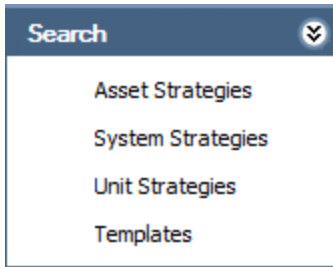 Search
Asset Strategies
System Strategies
Unit Strategies
Templates